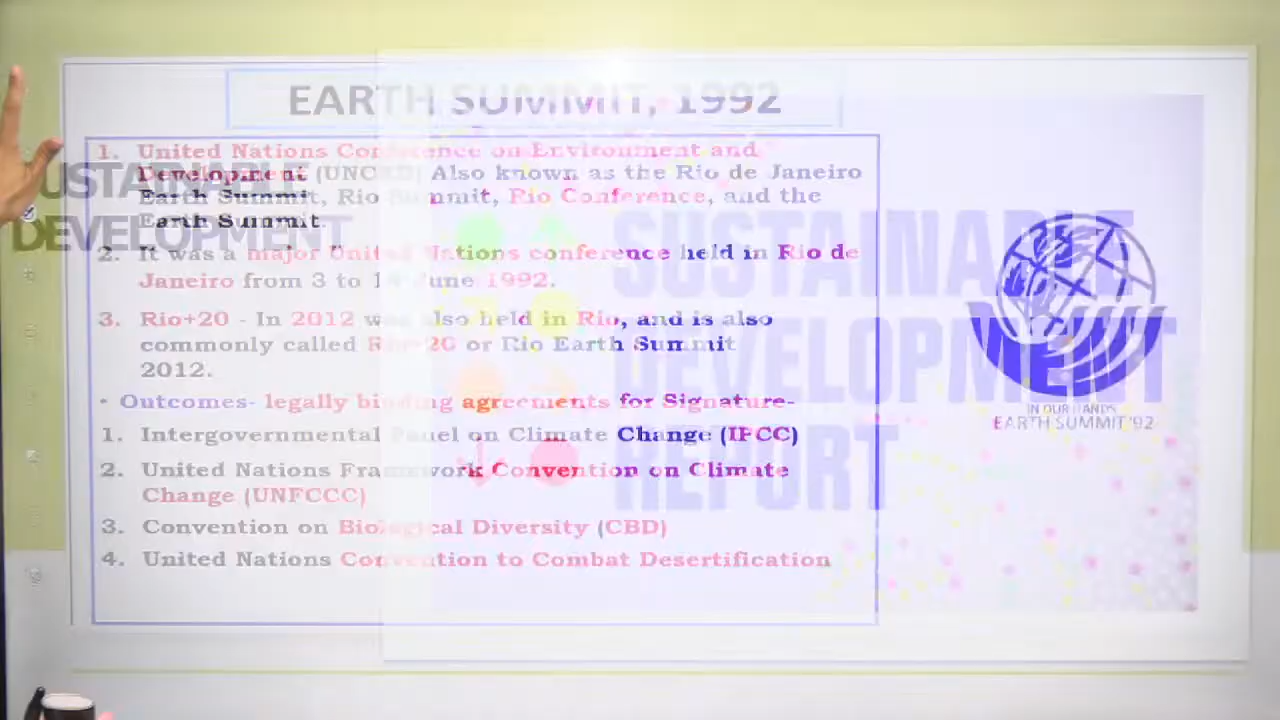 EARTH SUMMIT, 1992
1. United Nations Conference on Environment and
Development (UNCED) Also known as the Rio de Janeiro
Earth Summit, Rio Summit, Rio Conference, and the
Earth Summit.
2. It was a major United Nations conference held in Rio de
Janeiro from 3 to 14 June 1992.
3. Rio+20 - In 2012 was also held in Rio, and is also
commonly called Rio+20 or Rio Earth Summit
2012.
• Outcomes- legally binding agreements for Signature-
1. Intergovernmental Panel on Climate Change (IPCC)
2. United Nations Framework Convention on Climate
Change (UNFCCC)
3. Convention on Biological Diversity (CBD)
4. United Nations Convention to Combat Desertification
SUSTAINABLE
DEVELOPMENT
SUSTAINABLE
DEVELOPMENT
REPORT
IN OUR HANDS
EARTH SUMMIT '92